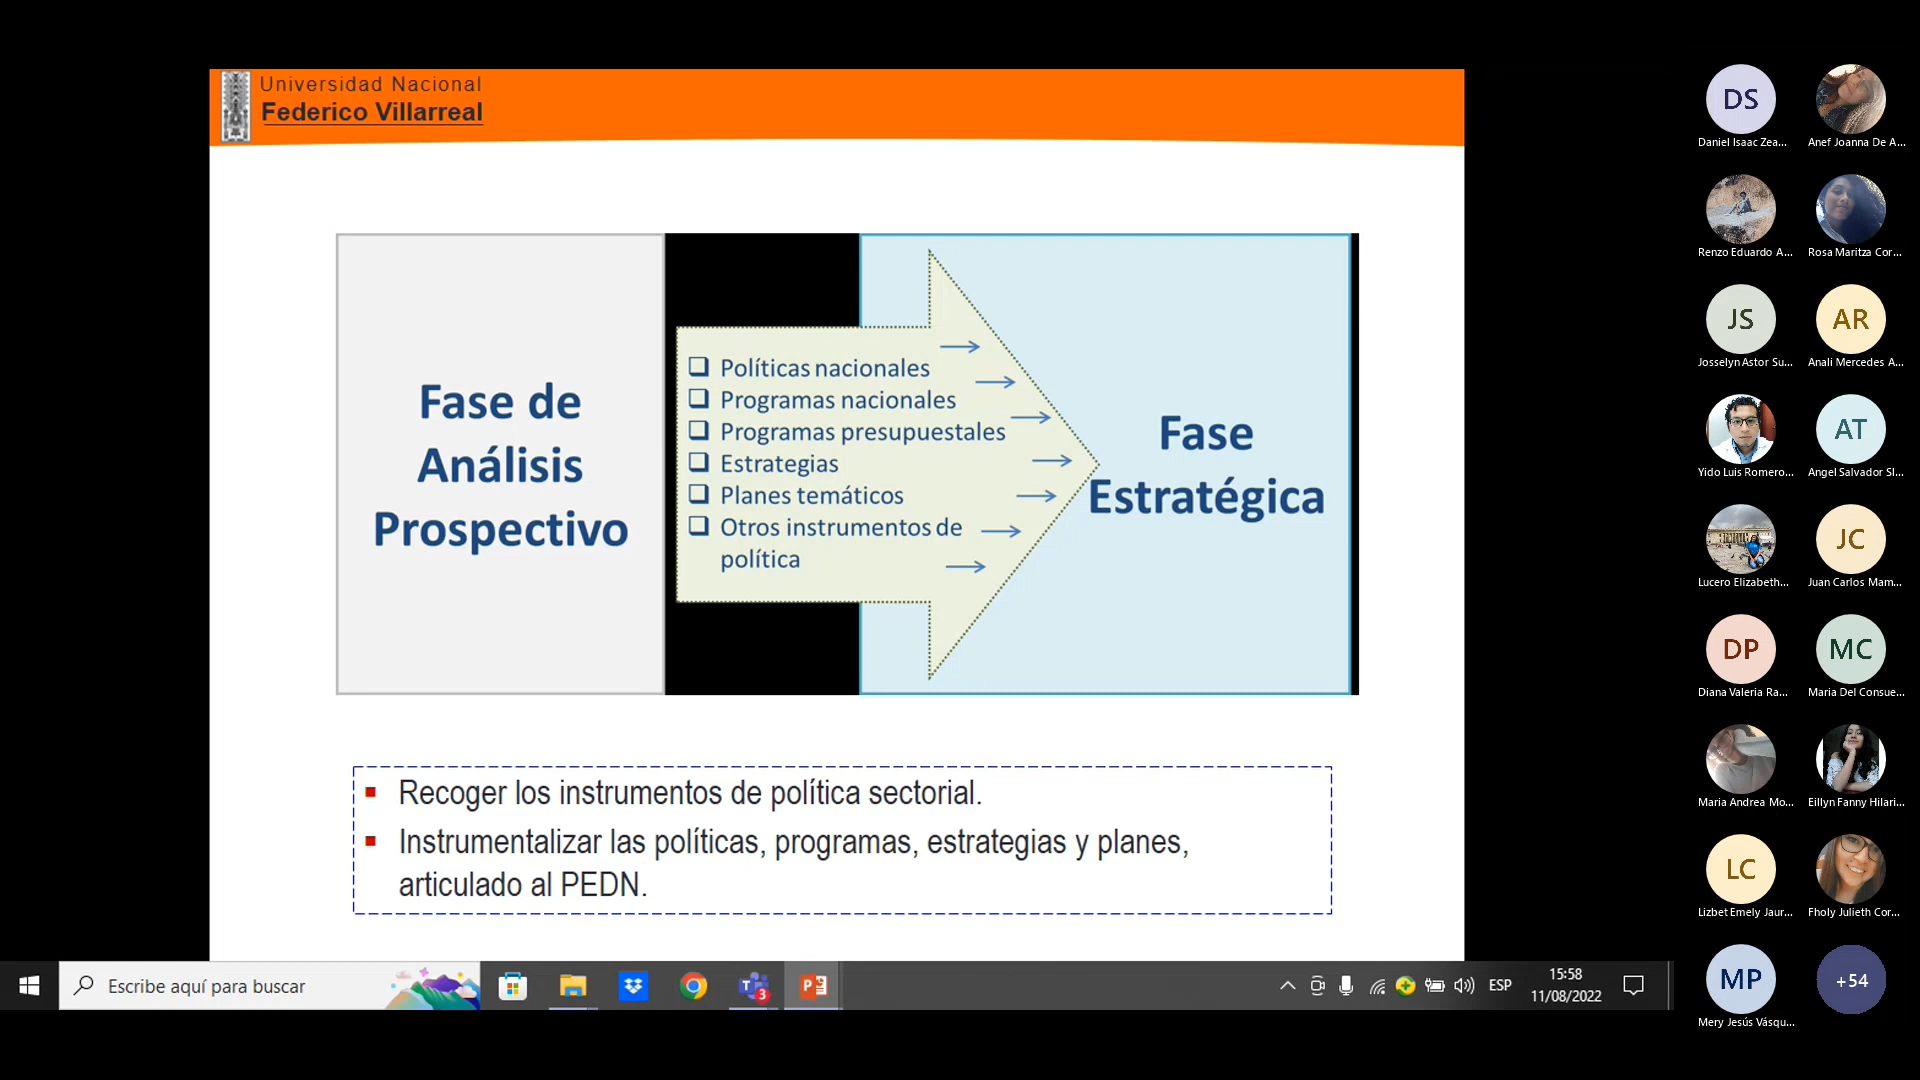 Universidad Nacional
Federico Villarreal
Fase de
Análisis
Prospectivo
❑ Políticas nacionales
❑ Programas nacionales
❑ Programas presupuestales
❑ Estrategias
❑ Planes temáticos
❑ Otros instrumentos de
política
Fase
Estratégica
▪ Recoger los instrumentos de política sectorial.
▪ Instrumentalizar las políticas, programas, estrategias y planes,
articulado al PEDN.
Escribe aquí para buscar
3
ESP
15:58
11/08/2022
DS
Daniel Isaac Zea...
Anef Joanna De A...
Renzo Eduardo A...
Rosa Maritza Cor...
JS
Josselyn Astor Su...
AR
Anali Mercedes A...
Yido Luis Romero...
AT
Angel Salvador SI...
Lucero Elizabeth...
JC
Juan Carlos Mam...
DP
Diana Valeria Ra...
MC
Maria Del Consue...
Maria Andrea Mo...
Eillyn Fanny Hilari...
LC
Lizbet Emely Jaur...
Fholy Julieth Cor...
MP
Mery Jesús Vásqu...
+54